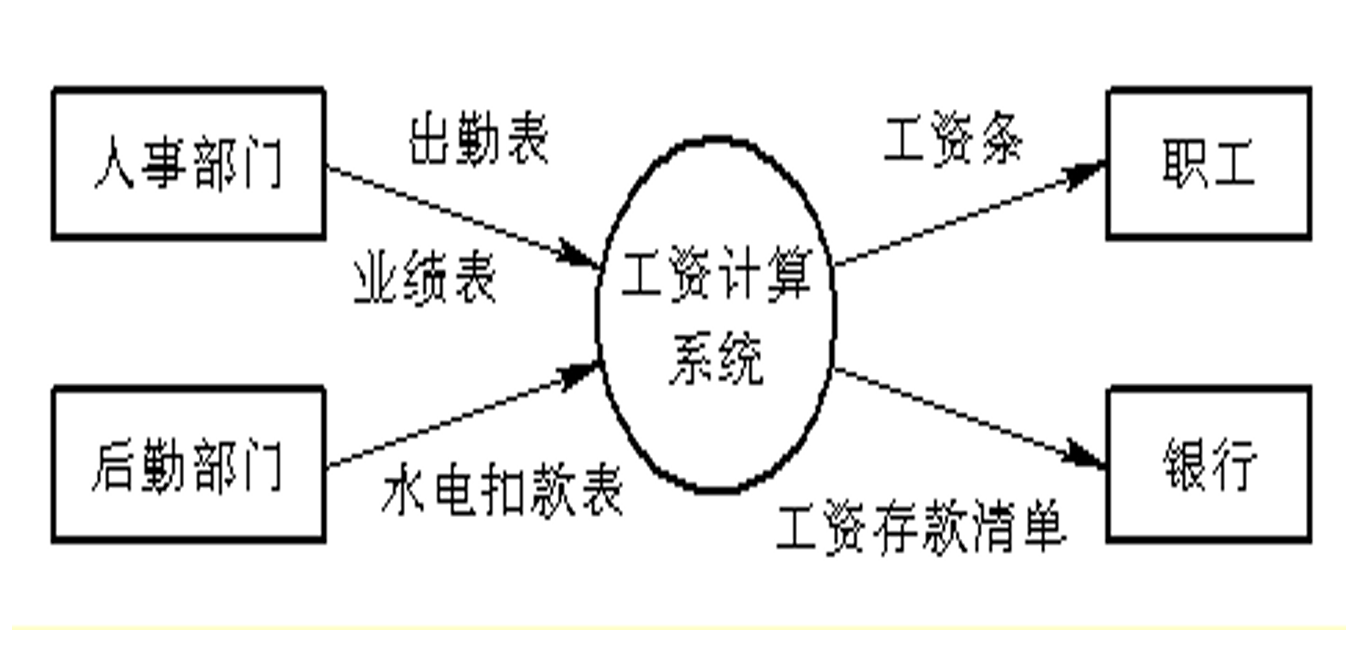 人事部门
出勤表
业绩表
工资条
职工
工资计算
系统
后勤部门
水电扣款表
工资存款清单
银行